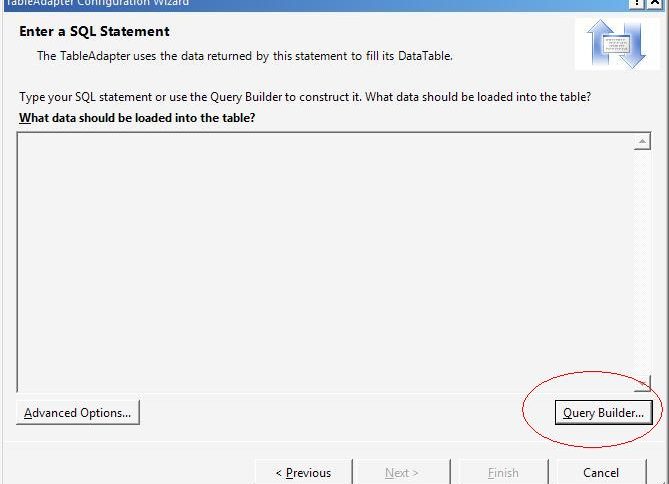 TableAdapter Configuration Wizard
Enter a SQL Statement
The TableAdapter uses the data returned by this statement to fill its DataTable.
Type your SQL statement or use the Query Builder to construct it. What data should be loaded into the table?
What data should be loaded into the table?
Advanced Options...
Query Builder...
< Previous
Next >
Finish
Cancel